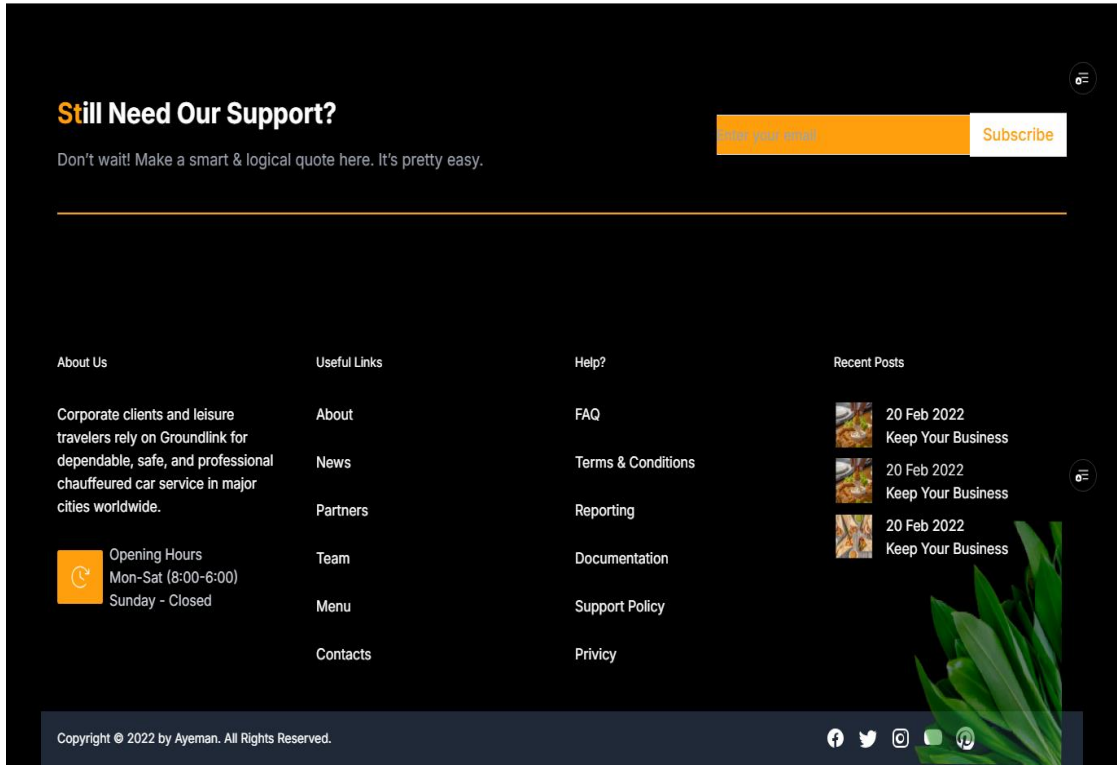 Still Need Our Support?
Don't wait! Make a smart & logical quote here. It's pretty easy.
Enter your email
Subscribe
About Us
Corporate clients and leisure
travelers rely on Groundlink for
dependable, safe, and professional
chauffeured car service in major
cities worldwide.
Opening Hours
Mon-Sat (8:00-6:00)
Sunday - Closed
Useful Links
About
News
Partners
Team
Menu
Contacts
Help?
FAQ
Terms & Conditions
Reporting
Documentation
Support Policy
Privicy
Recent Posts
20 Feb 2022
Keep Your Business
20 Feb 2022
Keep Your Business
20 Feb 2022
Keep Your Business
Copyright © 2022 by Ayeman. All Rights Reserved.